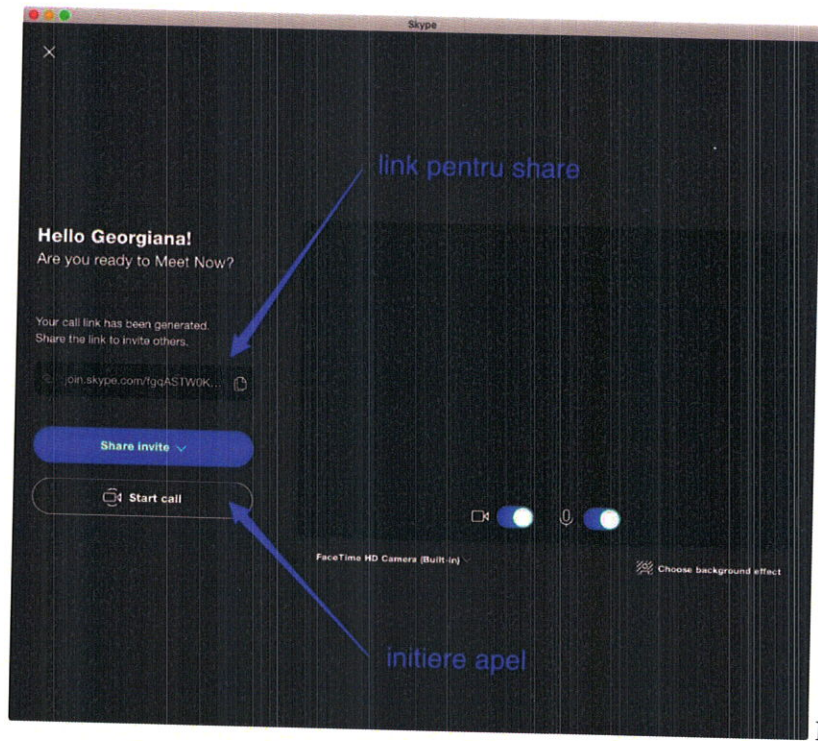 Skype
link pentru share
Hello Georgiana!
Are you ready to Meet Now?
Your call link has been generated.
Share the link to invite others.
join.skype.com/fgqASTW0K...
Share invite
Start call
FaceTime HD Camera (Built-in)
Choose background effect
initiere apel